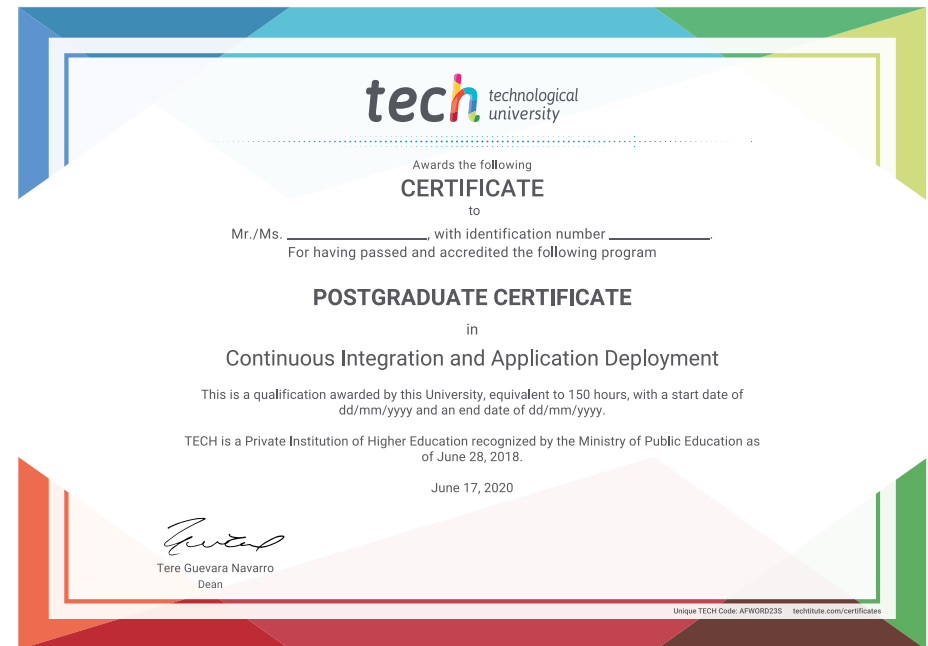 tech technological
university
Awards the following
CERTIFICATE
to
Mr./Ms. ____________________, with identification number ______________.
For having passed and accredited the following program
POSTGRADUATE CERTIFICATE
in
Continuous Integration and Application Deployment
This is a qualification awarded by this University, equivalent to 150 hours, with a start date of
dd/mm/yyyy and an end date of dd/mm/yyyy.
TECH is a Private Institution of Higher Education recognized by the Ministry of Public Education as
of June 28, 2018.
June 17, 2020
Tere Guevara Navarro
Dean
Unique TECH Code: AFWORD23S techtitute.com/certificates